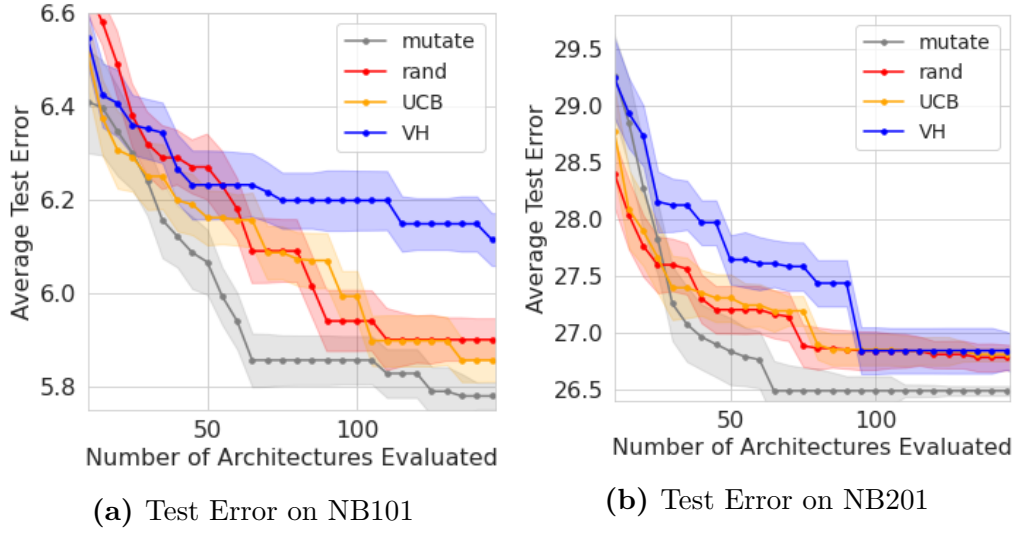 6.6
6.4
6.2
6.0
5.8
Average Test Error
50
100
Number of Architectures Evaluated
mutate
rand
UCB
VH
(a) Test Error on NB101
29.5
29.0
28.5
28.0
27.5
27.0
26.5
Average Test Error
50
100
Number of Architectures Evaluated
mutate
rand
UCB
VH
(b) Test Error on NB201